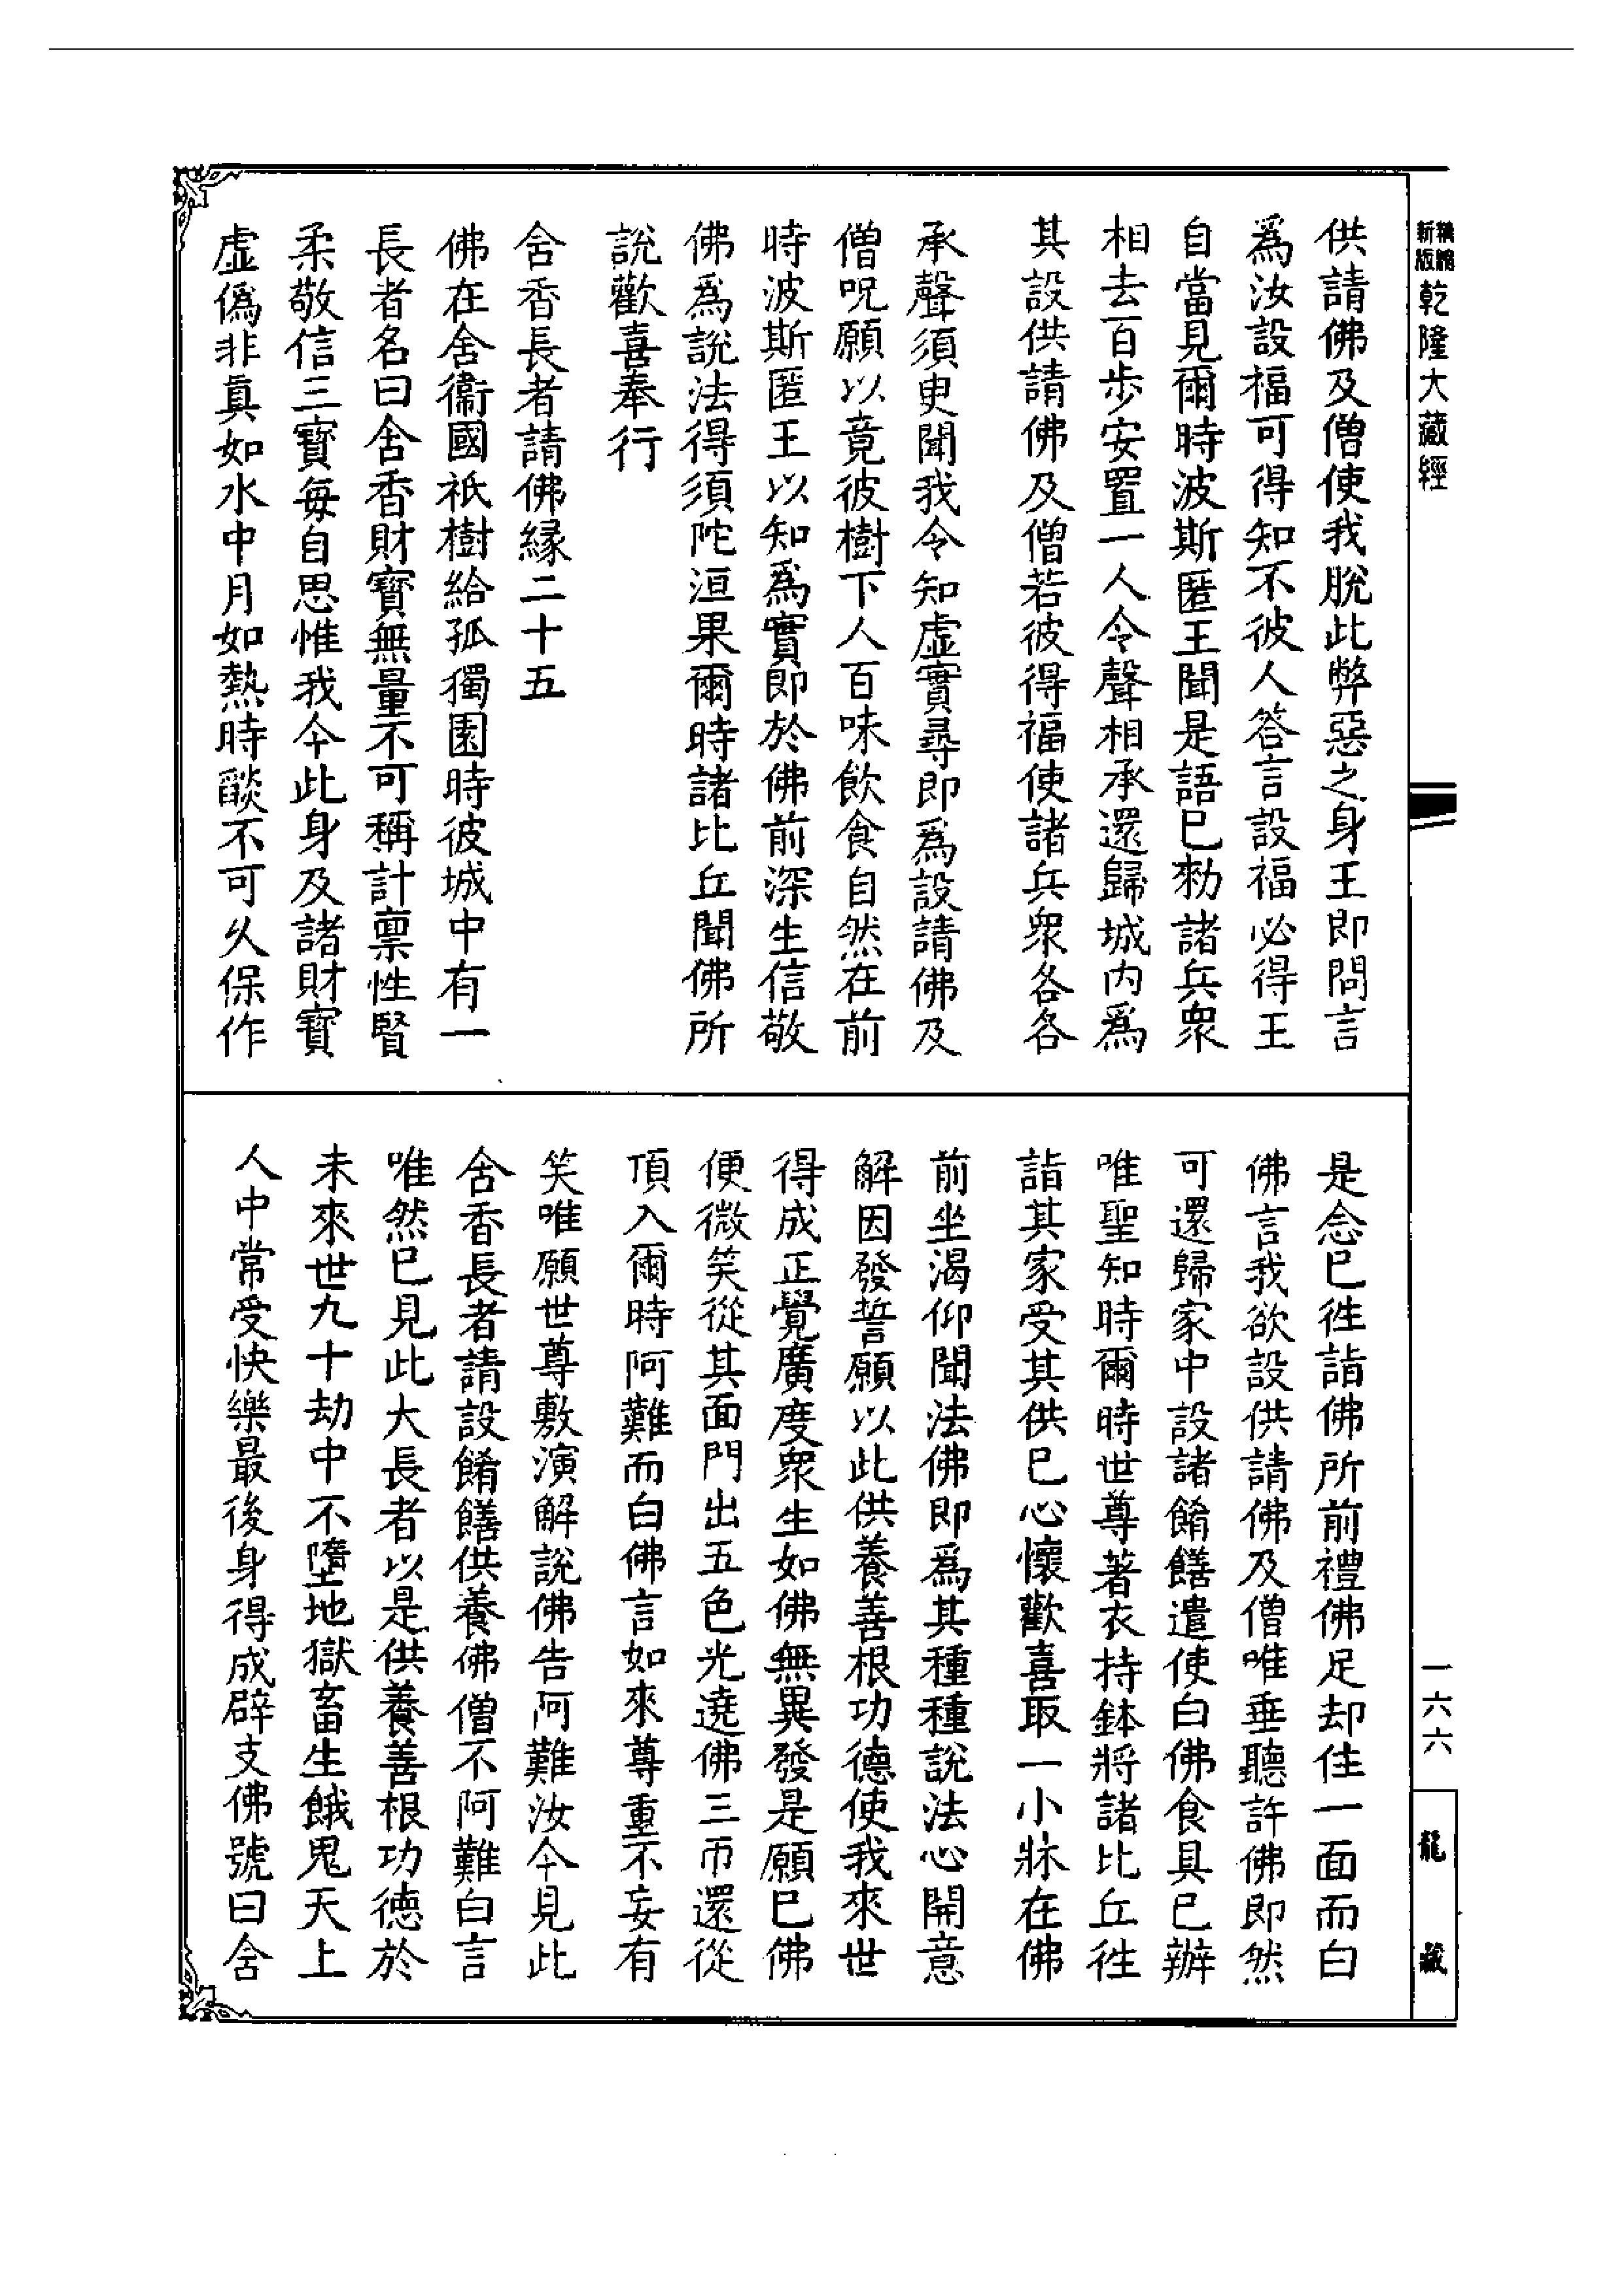 精縮新版乾隆大藏經
供請佛及僧使我脫此弊惡之身王即問言
爲汝設福可得知不彼人答言設福必得王
自當見爾時波斯匿王聞是語已勑諸兵衆
相去百步安置一人令聲相承還歸城內爲
其設供請佛及僧若彼得福使諸兵衆各各
承聲須臾聞我令知虛實尋即爲設請佛及
僧呪願以竟彼樹下人百味飲食自然在前
時波斯匿王以知爲實即於佛前深生信敬
佛爲說法得須陀洹果爾時諸比丘聞佛所
說歡喜奉行
舍香長者請佛緣二十五
佛在舍衞國祇樹給孤獨園時彼城中有一
長者名曰舍香財寳無量不可稱計稟性賢
柔敬信三寳每自思惟我今此身及諸財寳
虛僞非眞如水中月如熱時燄不可久保作
是念已徃詣佛所前禮佛足却住一面而白
佛言我欲設供請佛及僧唯垂聽許佛即然
可還歸家中設諸餚饍遣使白佛食具已辦
唯聖知時爾時世尊著衣持鉢將諸比丘徃
詣其家受其供已心懷歡喜取一小牀在佛
前坐渴仰聞法佛即爲其種種說法心開意
解因發誓願以此供養善根功德使我來世
得成正覺廣度衆生如佛無異發是願已佛
便微笑從其面門出五色光遶佛三帀還從
頂入爾時阿難而白佛言如來尊重不妄有
笑唯願世尊敷演解說佛告阿難汝今見此
舍香長者請設餚饍供養佛僧不阿難白言
唯然已見此大長者以是供養善根功德於
未來世九十劫中不墮地獄畜生餓鬼天上
人中常受快樂最後身得成辟支佛號曰舍
一六六
龍藏